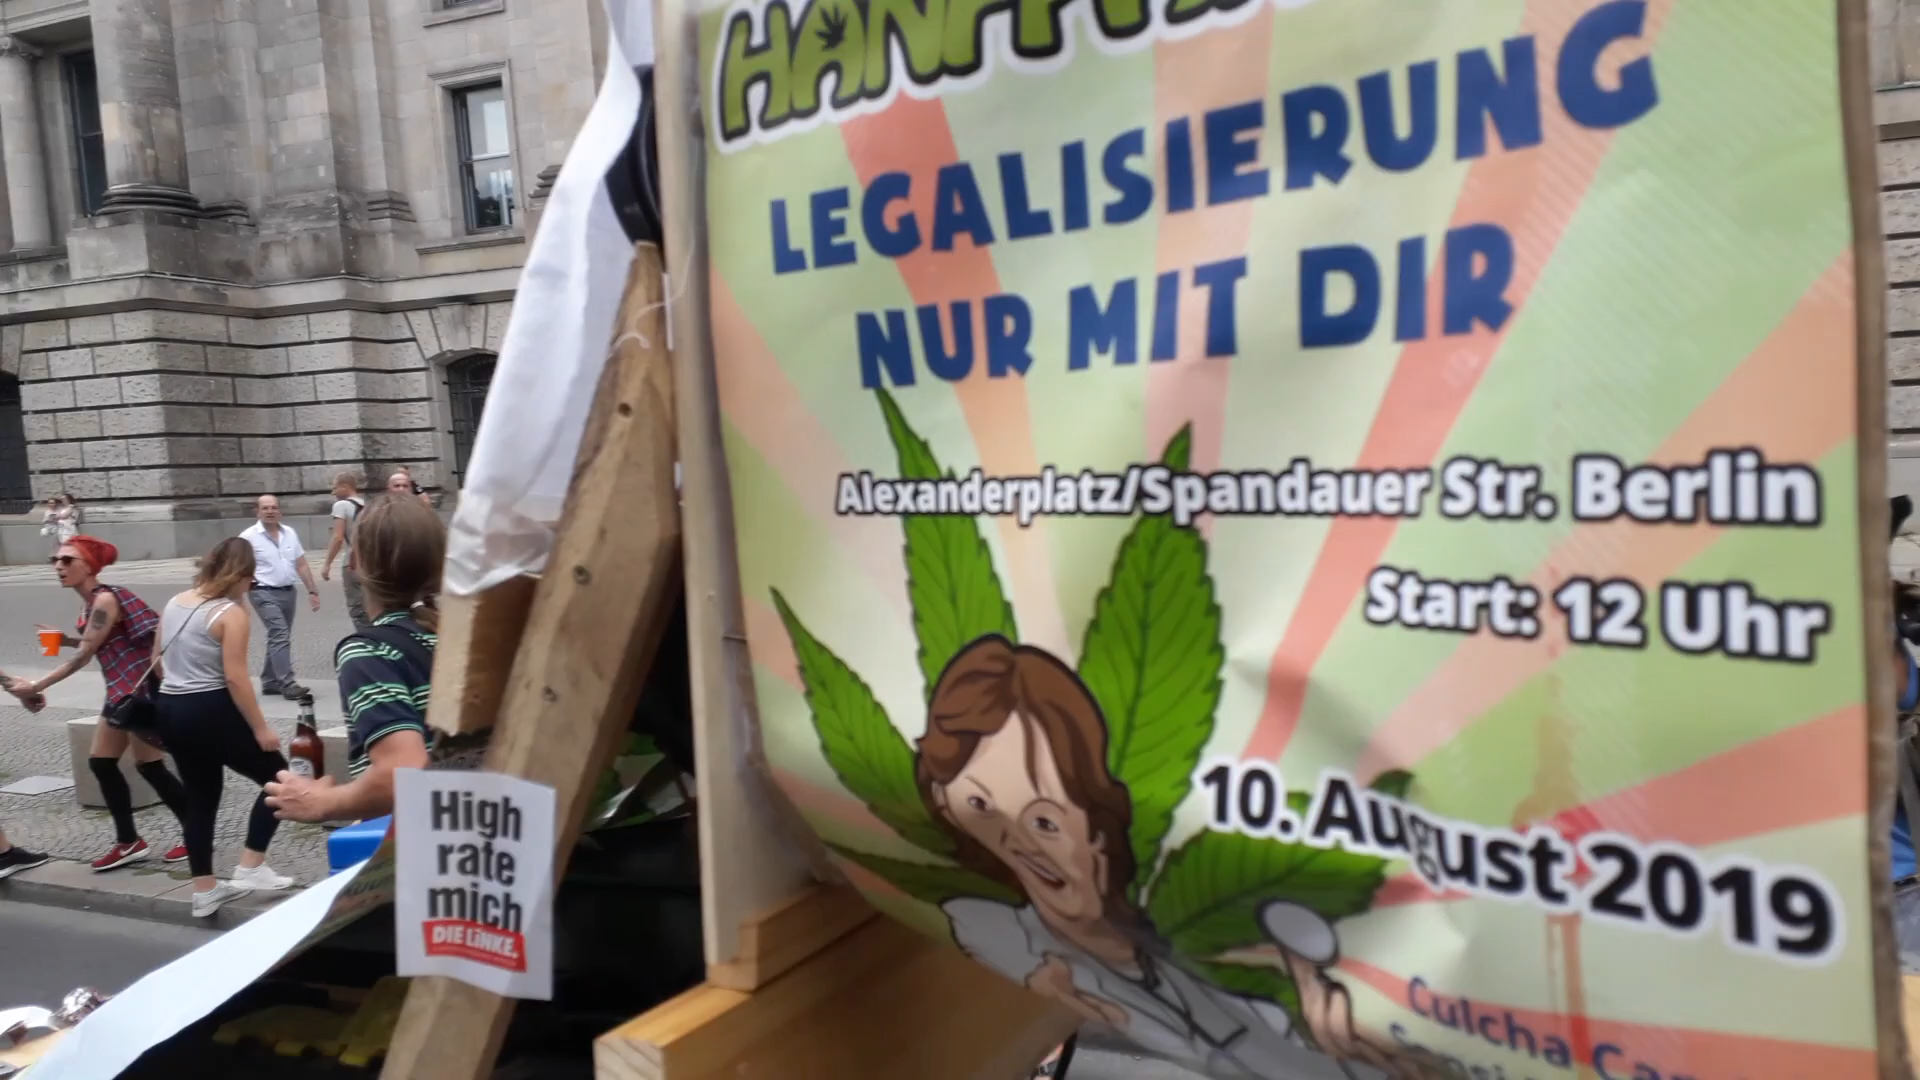 LEGALISIERUNG
NUR MIT DIR
Alexanderplatz/Spandauer Str. Berlin
Start: 12 Uhr
10. August 2019
Culcha
High
rate
mich
DIE LINKE.